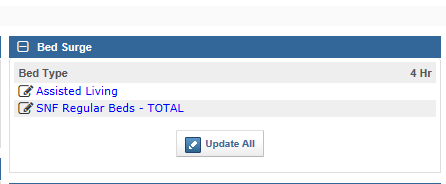 Bed Surge
Bed Type 4 Hr
Assisted Living
SNF Regular Beds - TOTAL
Update All